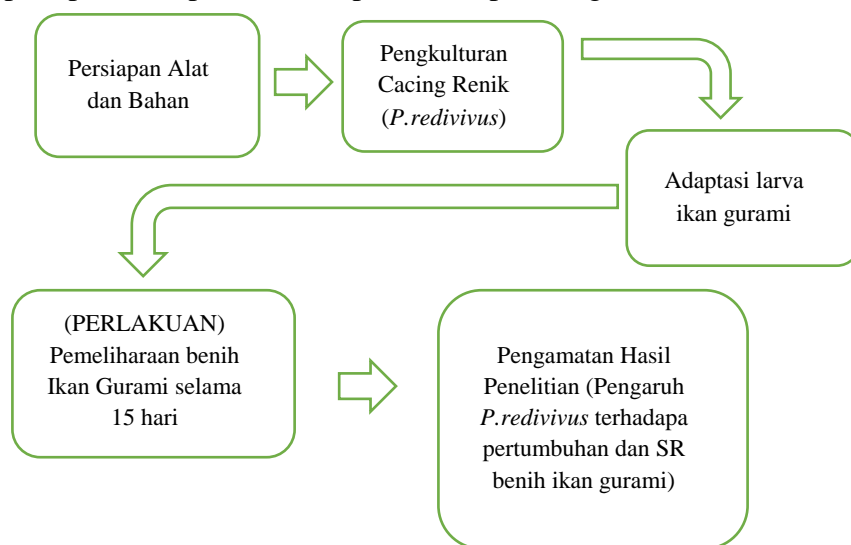 Persiapan Alat
dan Bahan
Pengkulturan
Cacing Renik
(P.redivivus)
Adaptasi larva
ikan gurami
(PERLAKUAN)
Pemeliharaan benih
Ikan Gurami selama
15 hari
Pengamatan Hasil
Penelitian (Pengaruh
P.redivivus terhadapa
pertumbuhan dan SR
benih ikan gurami)